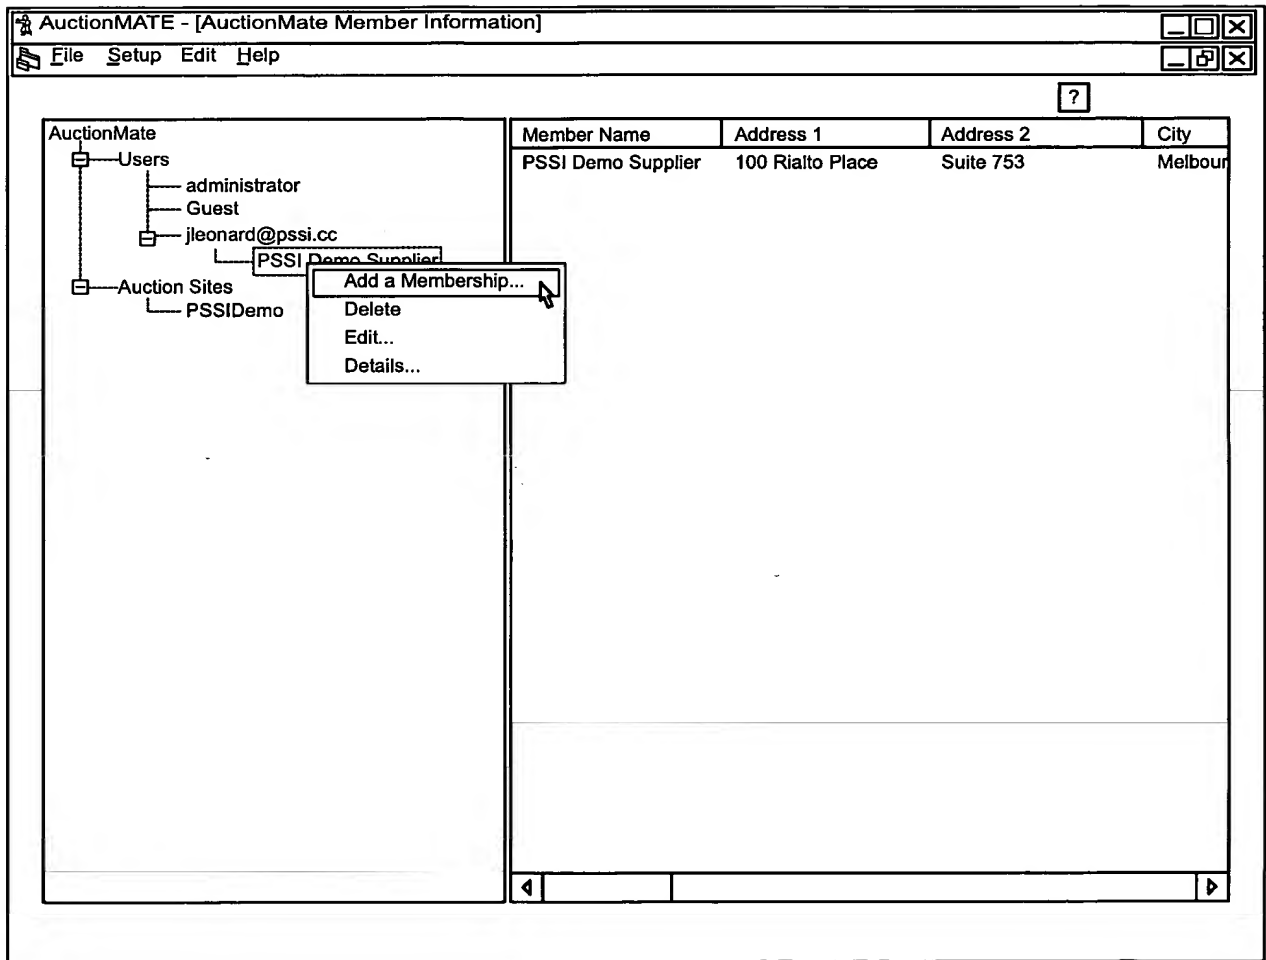 AuctionMATE - [AuctionMate Member Information]
File Setup Edit Help
?
AuctionMate
Users
administrator
Guest
jleonard@pssi.cc
PSSI Demo Supplier
Auction Sites
PSSIDemo
Add a Membership...
Delete
Edit...
Details...
Member Name Address 1 Address 2 City
PSSI Demo Supplier 100 Rialto Place Suite 753 Melbour